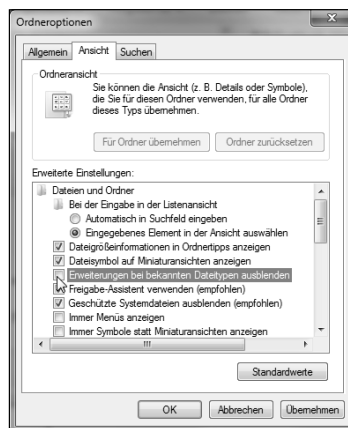 Ordneroptionen
Allgemein Ansicht Suchen
Ordneransicht
Sie können die Ansicht (z. B. Details oder Symbole),
die Sie für diesen Ordner verwenden, für alle Ordner
dieses Typs übernehmen.
Für Ordner übernehmen Ordner zurücksetzen
Erweiterte Einstellungen:
Dateien und Ordner
Bei der Eingabe in der Listenansicht
Automatisch in Suchfeld eingeben
Eingegebenes Element in der Ansicht auswählen
Dateigrößeinformationen in Ordnertipps anzeigen
Dateisymbol auf Miniaturansichten anzeigen
Erweiterungen bei bekannten Dateitypen ausblenden
Freigabe-Assistent verwenden (empfohlen)
Geschützte Systemdateien ausblenden (empfohlen)
Immer Menüs anzeigen
Immer Symbole statt Miniaturansichten anzeigen
Standardwerte
OK Abbrechen Übernehmen